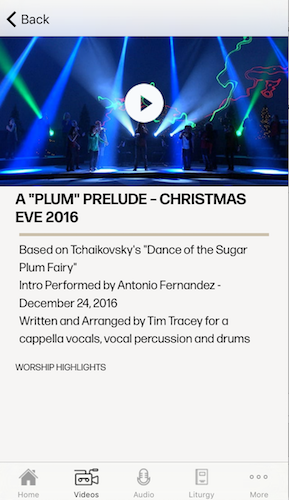 Back
A "PLUM" PRELUDE – CHRISTMAS
EVE 2016
Based on Tchaikovsky's "Dance of the Sugar
Plum Fairy"
Intro Performed by Antonio Fernandez -
December 24, 2016
Written and Arranged by Tim Tracey for a
cappella vocals, vocal percussion and drums
WORSHIP HIGHLIGHTS
Home Videos Audio Liturgy More